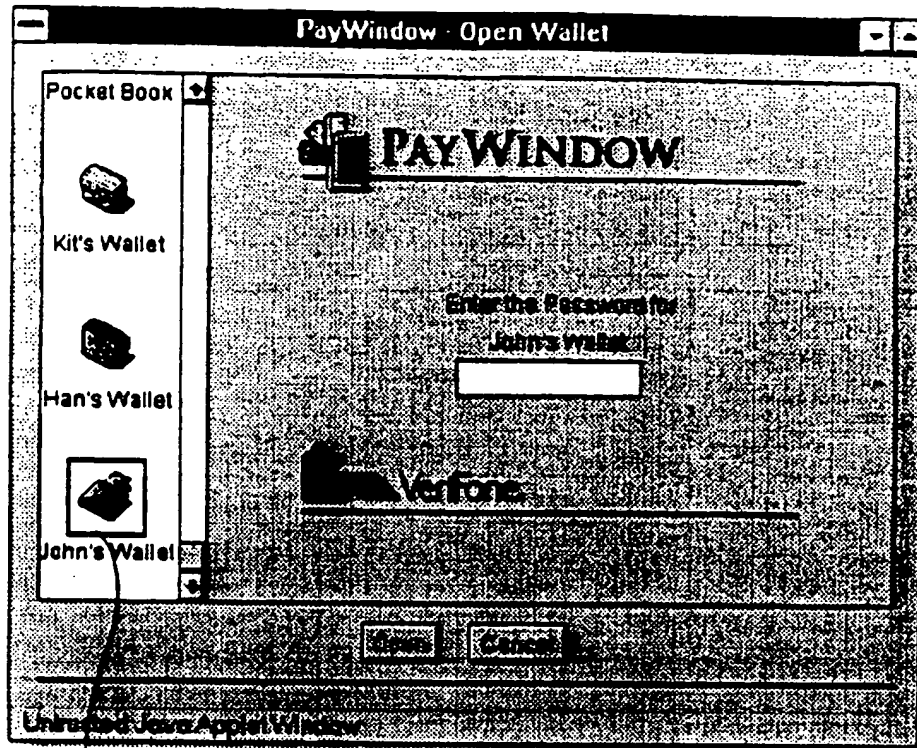 PayWindow - Open Wallet
Pocket Book
Kit's Wallet
Han's Wallet
John's Wallet
PAYWINDOW
Enter the Password for
John's Wallet
VeriFone
Open
Cancel
Untrusted Java Applet Window